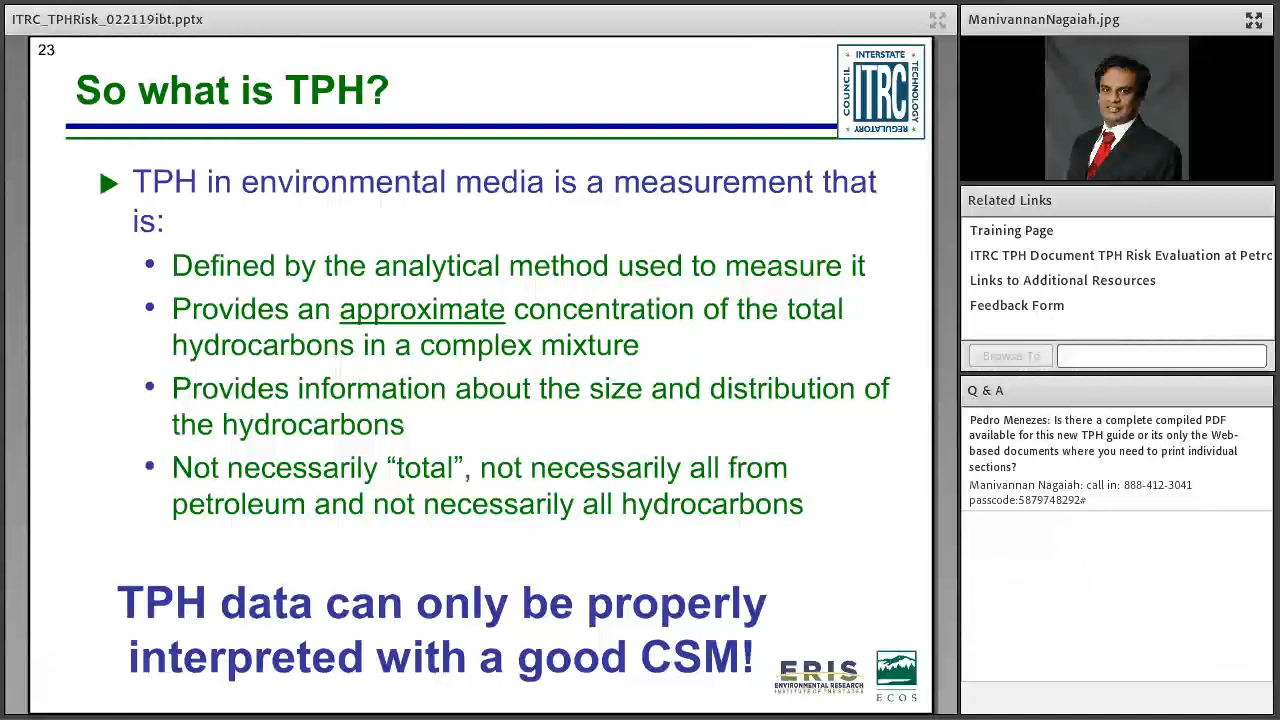 ITRC_TPHRisk_022119ibt.pptx
23
So what is TPH?
INTERSTATE
COUNCIL
ITRC
TECHNOLOGY
REGULATORY
TPH in environmental media is a measurement that
is:
• Defined by the analytical method used to measure it
• Provides an approximate concentration of the total
hydrocarbons in a complex mixture
• Provides information about the size and distribution of
the hydrocarbons
• Not necessarily “total”, not necessarily all from
petroleum and not necessarily all hydrocarbons
TPH data can only be properly
interpreted with a good CSM!
ERIS
ENVIRONMENTAL RESEARCH
INSTITUTE OF THE STATES
ECOS
ManivannanNagaiah.jpg
Related Links
Training Page
ITRC TPH Document TPH Risk Evaluation at Petrc
Links to Additional Resources
Feedback Form
Browse To
Q & A
Pedro Menezes: Is there a complete compiled PDF
available for this new TPH guide or its only the Web-
based documents where you need to print individual
sections?
Manivannan Nagaiah: call in: 888-412-3041
passcode:5879748292#